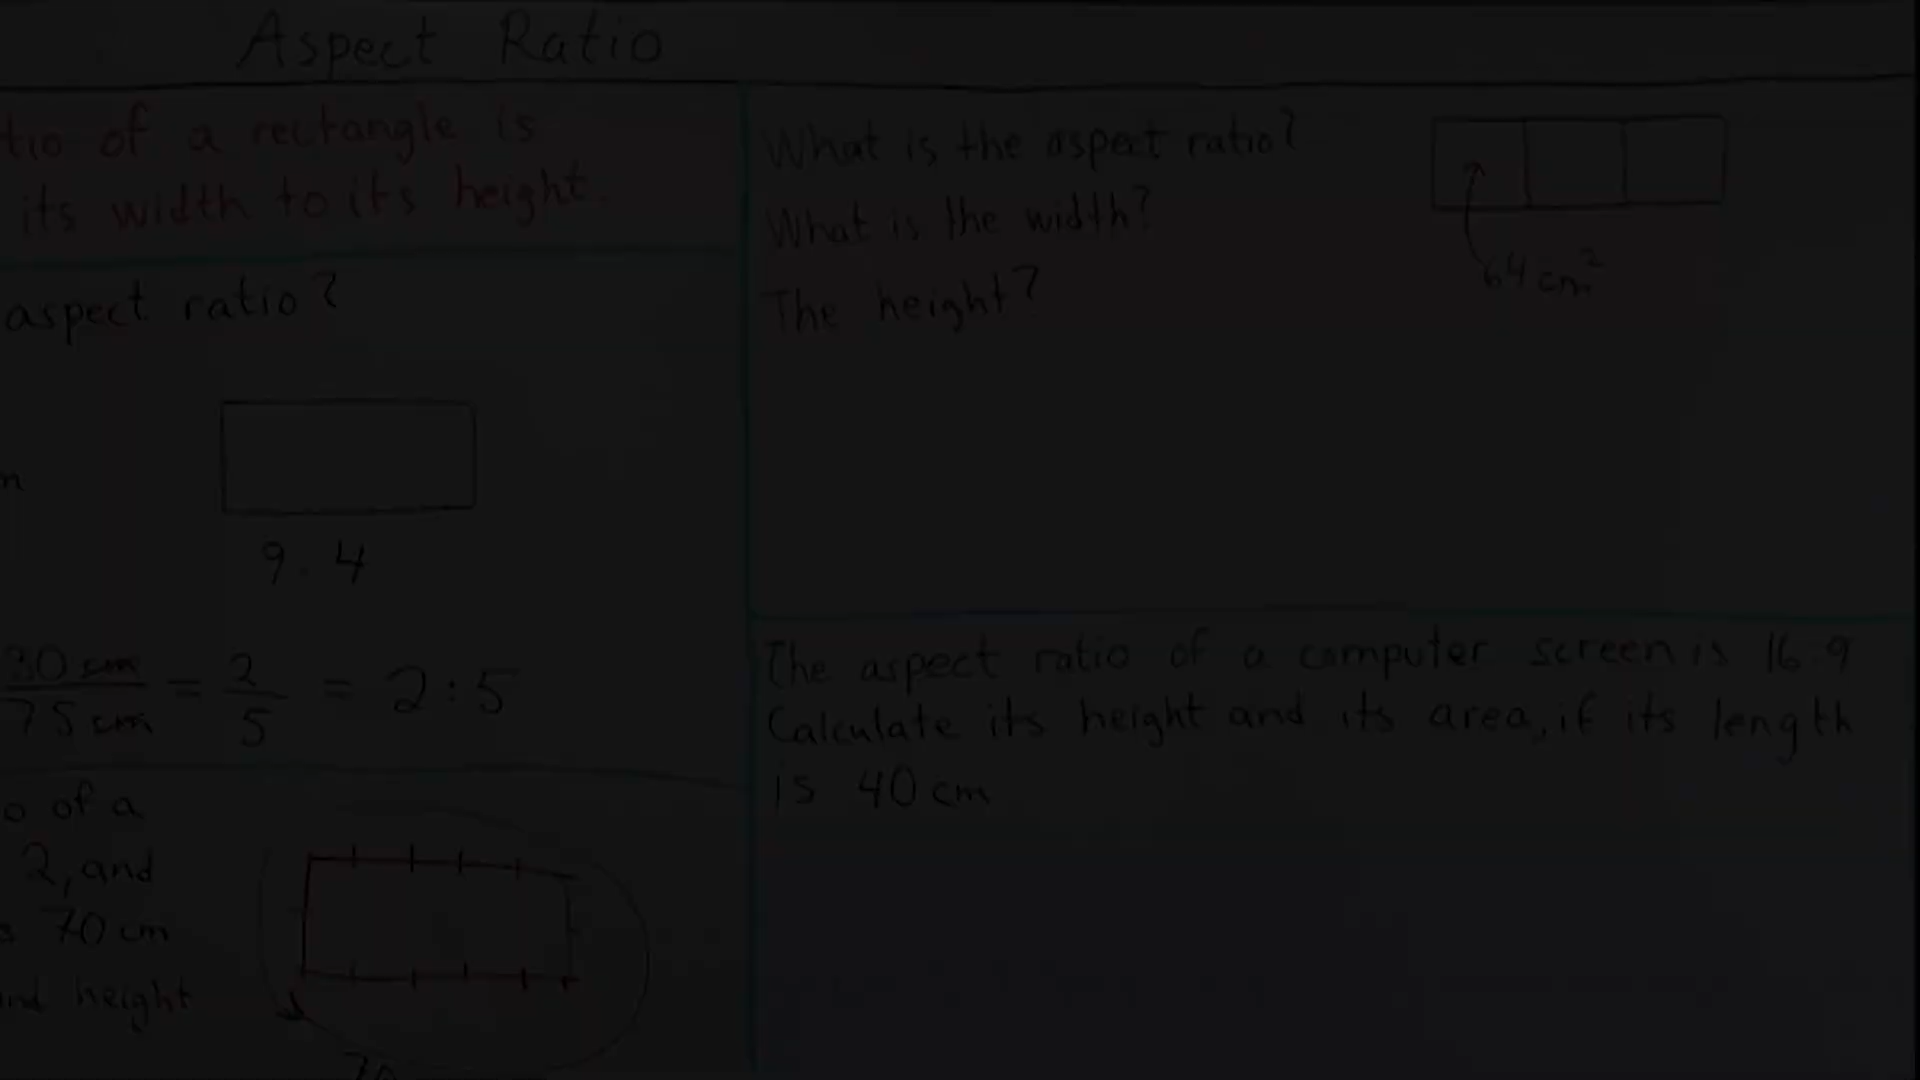 Aspect Ratio
tio of a rectangle is
its width to its height.
aspect ratio?
9:4
30 cm
75 cm
= 2
5
= 2:5
o of a
2, and
70 cm
and height
70
What is the aspect ratio?
What is the width?
The height?
64 cm²
The aspect ratio of a computer screen is 16:9
Calculate its height and its area, if its length
is 40 cm